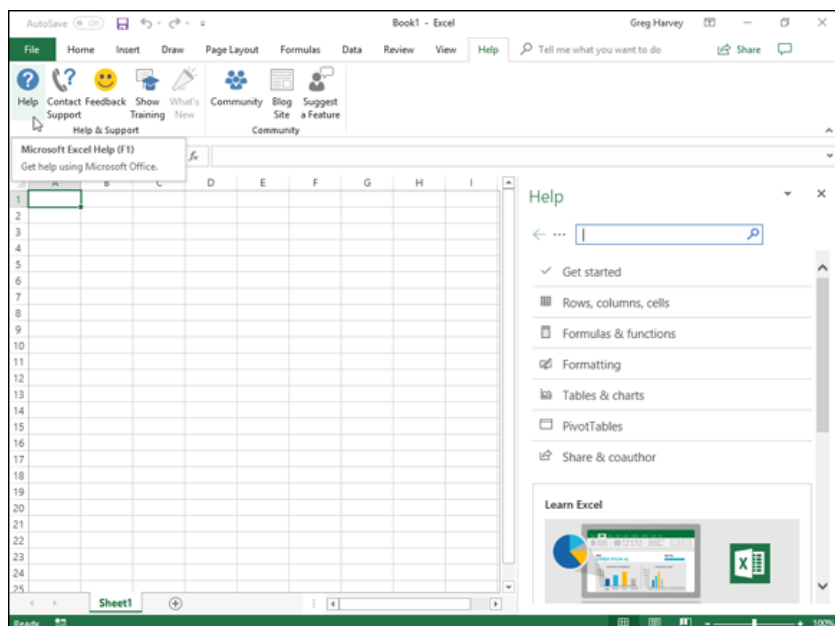 AutoSave Off Book1 - Excel Greg Harvey
File Home Insert Draw Page Layout Formulas Data Review View Help Tell me what you want to do Share
Help Contact Support Feedback Show Training What's New Community Blog Site Suggest a Feature
Help & Support Community
Microsoft Excel Help (F1)
Get help using Microsoft Office.
fx
A B C D E F G H I
1
2
3
4
5
6
7
8
9
10
11
12
13
14
15
16
17
18
19
20
21
22
23
24
25
Help
Get started
Rows, columns, cells
Formulas & functions
Formatting
Tables & charts
PivotTables
Share & coauthor
Learn Excel
X
Sheet1
Ready 100%